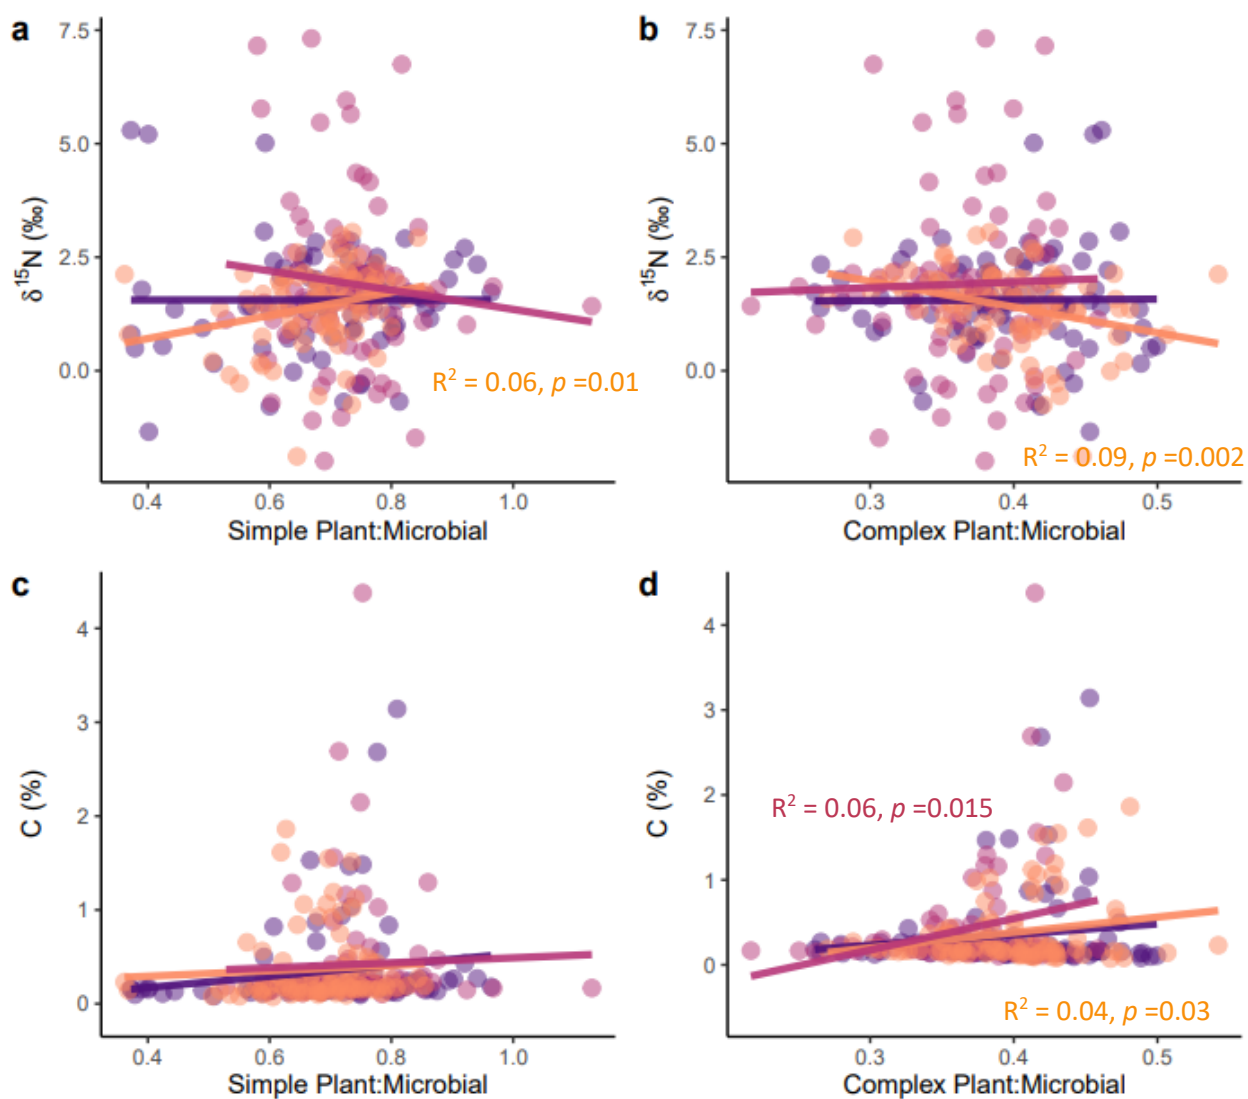 a
7.5
5.0
2.5
0.0
δ¹⁵N (‰)
R² = 0.06, p =0.01
0.4 0.6 0.8 1.0
Simple Plant:Microbial
b
7.5
5.0
2.5
0.0
δ¹⁵N (‰)
R² = 0.09, p =0.002
0.3 0.4 0.5
Complex Plant:Microbial
c
4
3
2
1
0
C (%)
0.4 0.6 0.8 1.0
Simple Plant:Microbial
d
4
3
2
1
0
C (%)
R² = 0.06, p =0.015
R² = 0.04, p =0.03
0.3 0.4 0.5
Complex Plant:Microbial